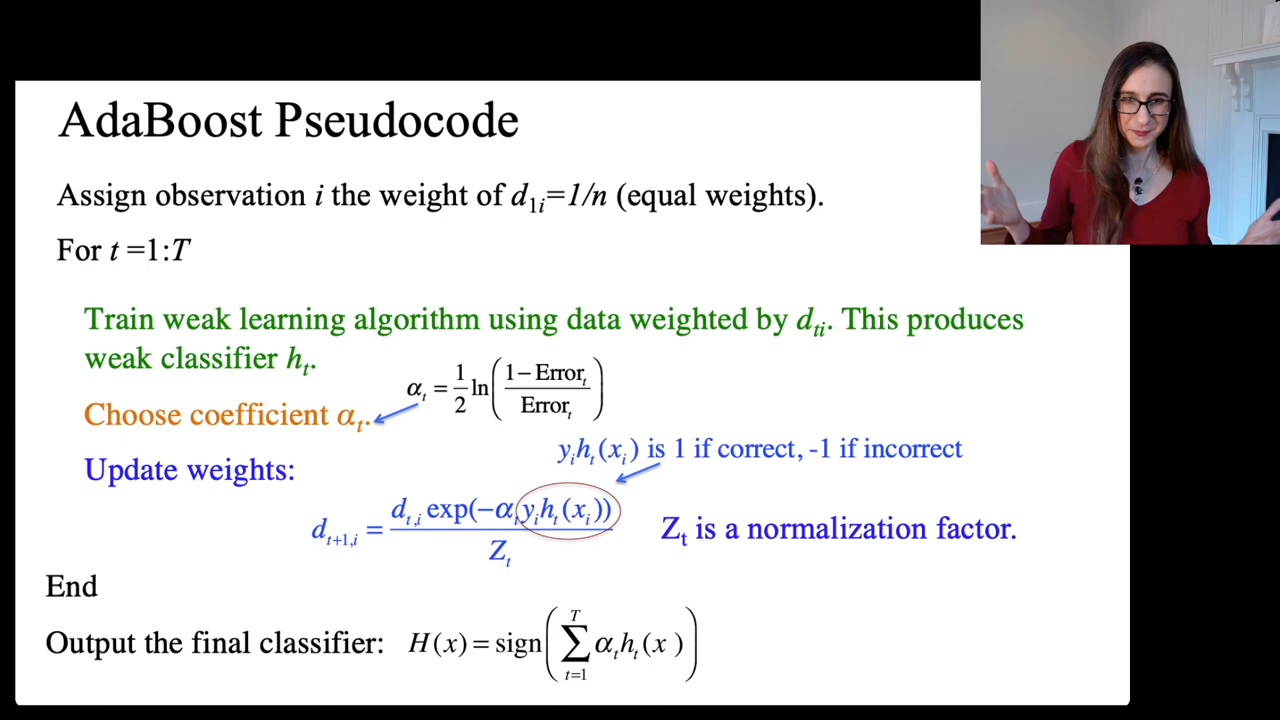 AdaBoost Pseudocode
Assign observation i the weight of d₁ᵢ=1/n (equal weights).
For t =1:T
Train weak learning algorithm using data weighted by dₜᵢ. This produces
weak classifier hₜ.
αₜ = 1/2 ln((1−Errorₜ)/Errorₜ)
Choose coefficient αₜ.
yᵢhₜ(xᵢ) is 1 if correct, -1 if incorrect
Update weights:
dₜ₊₁,ᵢ = dₜ,ᵢ exp(−αₜyᵢhₜ(xᵢ))/Zₜ
Zₜ is a normalization factor.
End
Output the final classifier: H(x) = sign(∑ₜ₌₁ᵀ αₜhₜ(x))